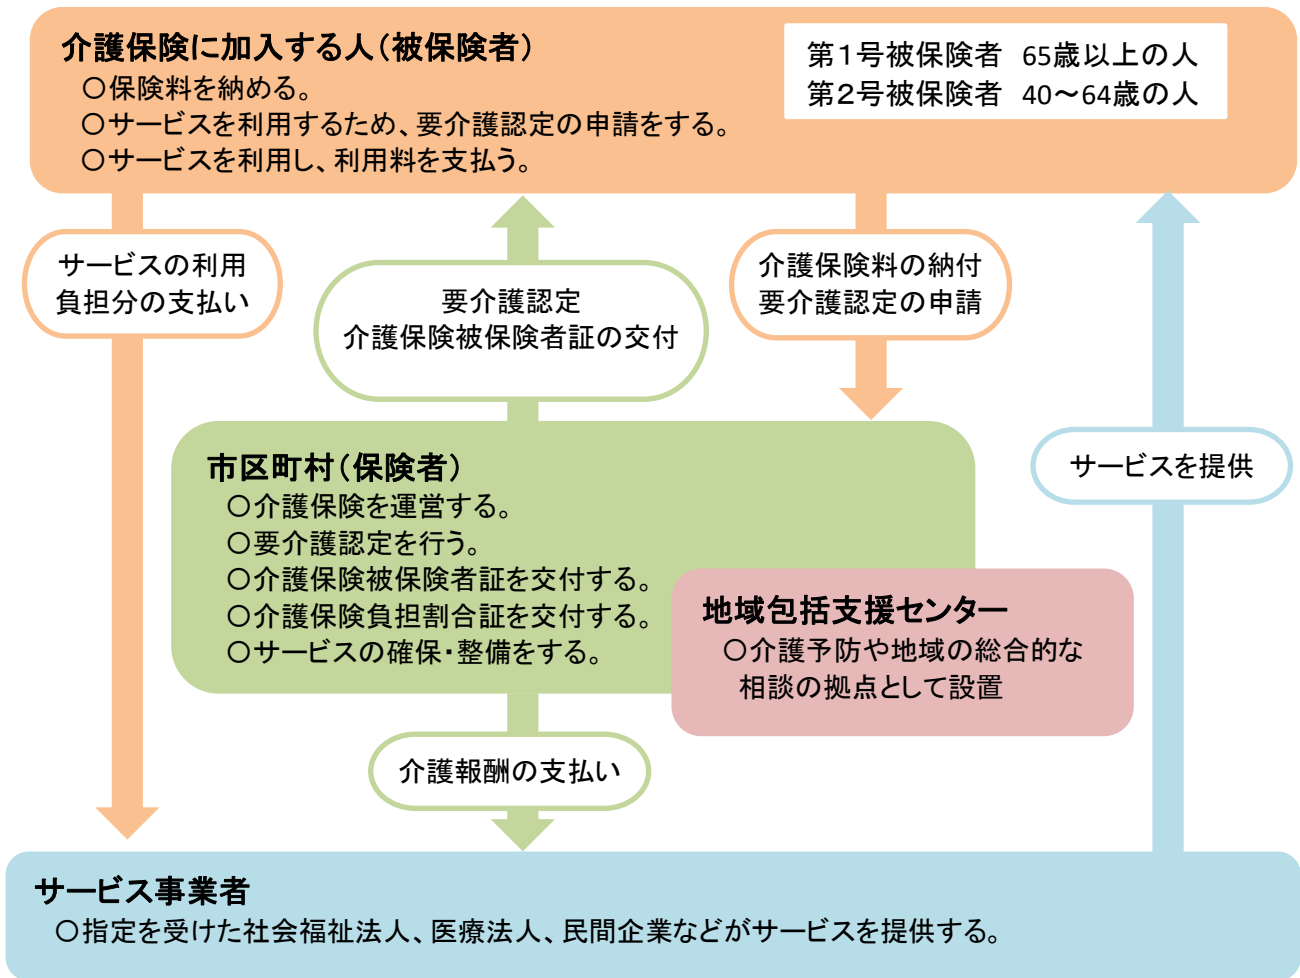 介護保険に加入する人（被保険者）
○保険料を納める。
○サービスを利用するため、要介護認定の申請をする。
○サービスを利用し、利用料を支払う。
第１号被保険者　65歳以上の人
第２号被保険者　40～64歳の人
サービスの利用
負担分の支払い
要介護認定
介護保険被保険者証の交付
介護保険料の納付
要介護認定の申請
サービスを提供
市区町村（保険者）
○介護保険を運営する。
○要介護認定を行う。
○介護保険被保険者証を交付する。
○介護保険負担割合証を交付する。
○サービスの確保・整備をする。
地域包括支援センター
○介護予防や地域の総合的な
相談の拠点として設置
介護報酬の支払い
サービス事業者
○指定を受けた社会福祉法人、医療法人、民間企業などがサービスを提供する。